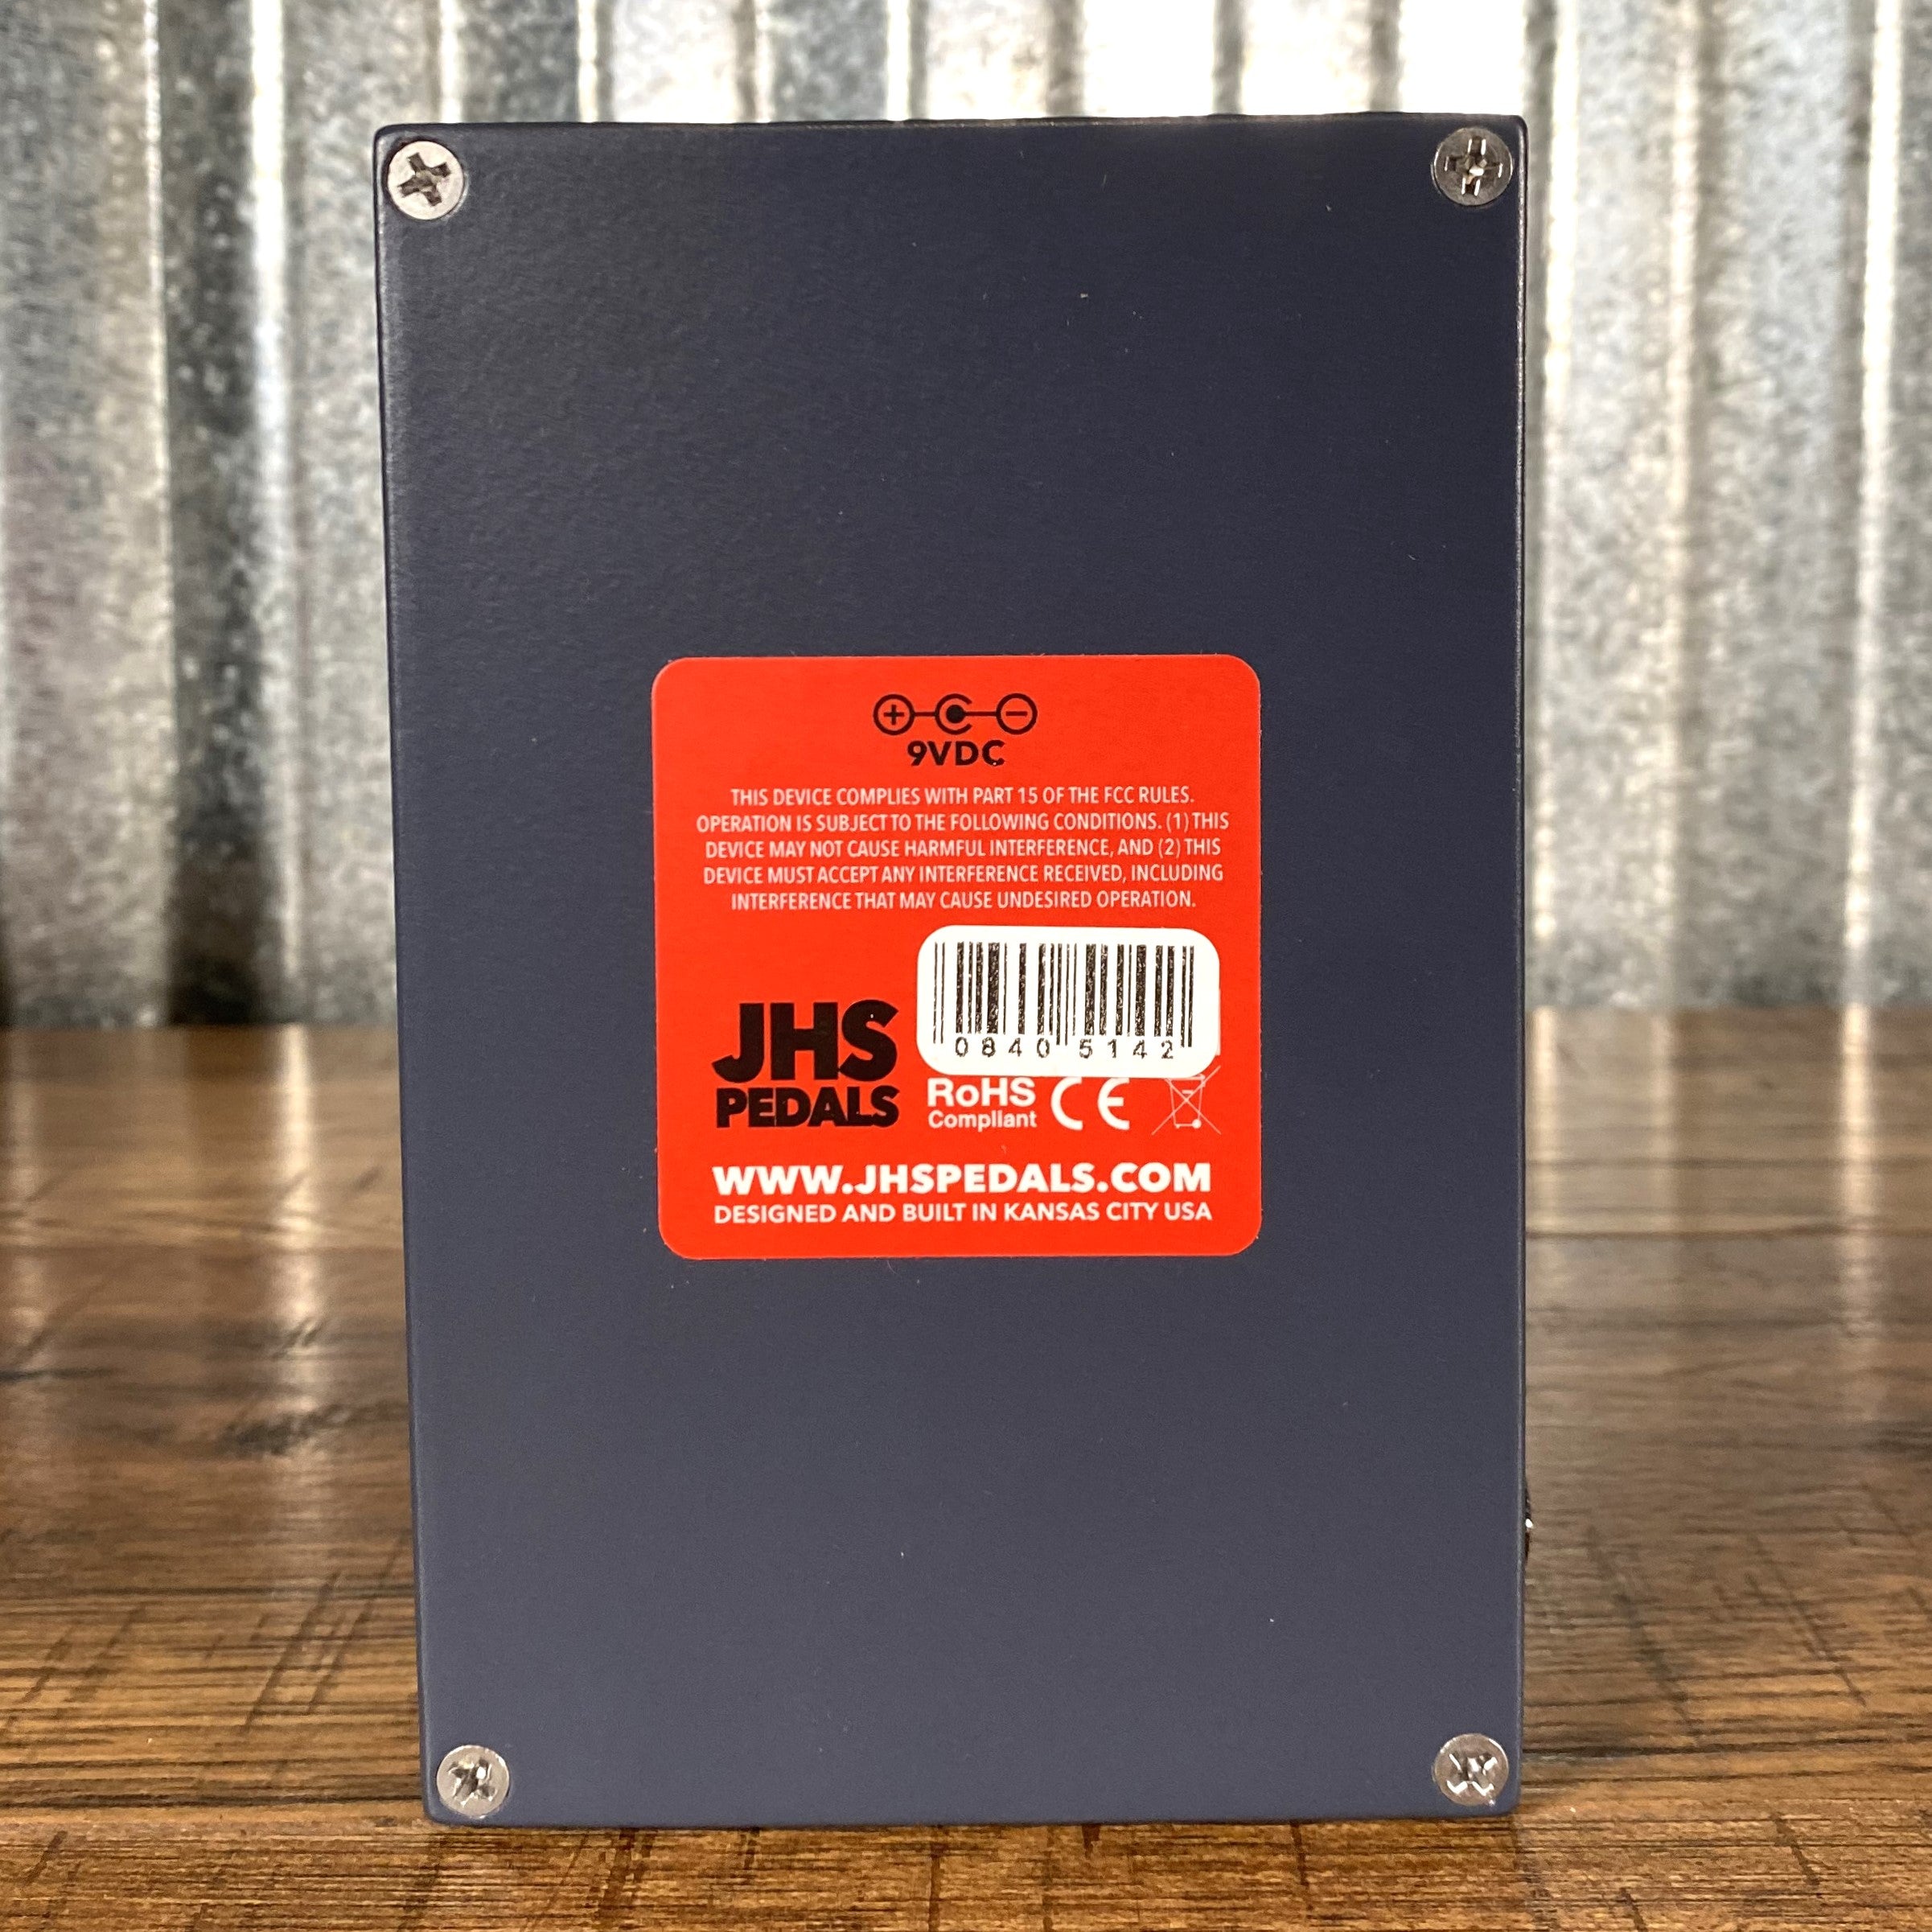 9VDC
THIS DEVICE COMPLIES WITH PART 15 OF THE FCC RULES.
OPERATION IS SUBJECT TO THE FOLLOWING CONDITIONS. (1) THIS
DEVICE MAY NOT CAUSE HARMFUL INTERFERENCE, AND (2) THIS
DEVICE MUST ACCEPT ANY INTERFERENCE RECEIVED, INCLUDING
INTERFERENCE THAT MAY CAUSE UNDESIRED OPERATION.
0840 5142
JHS
PEDALS
RoHS
Compliant
CE
WWW.JHSPEDALS.COM
DESIGNED AND BUILT IN KANSAS CITY USA